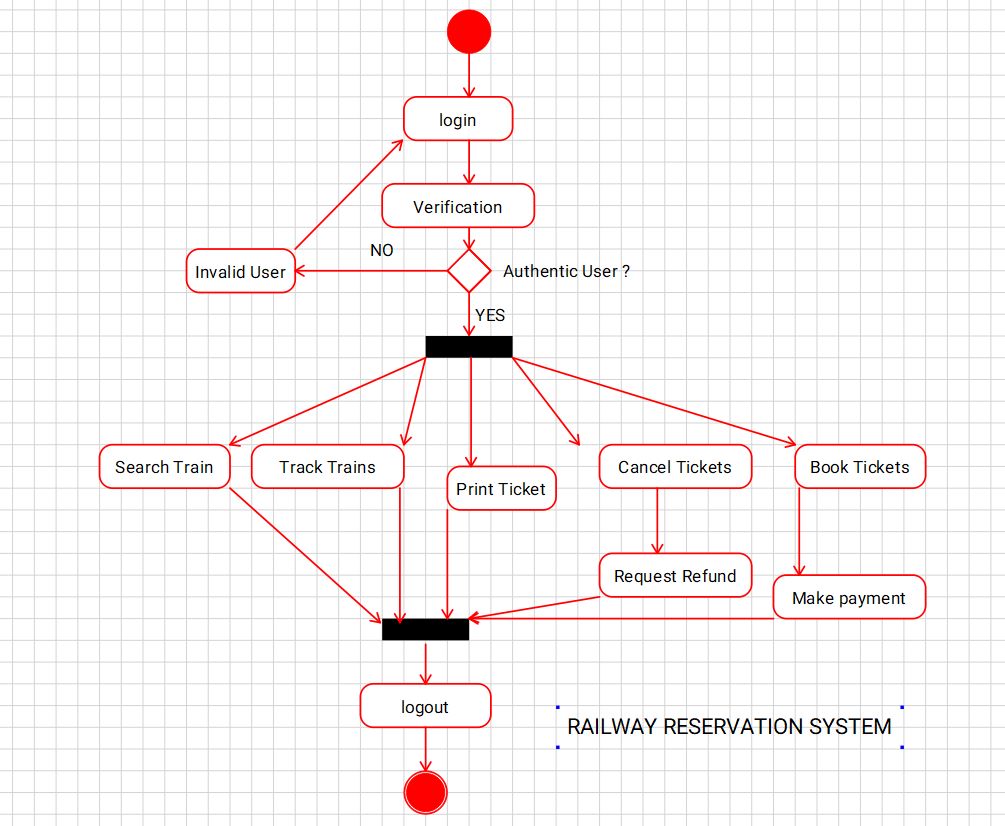 login
Verification
NO
Invalid User
Authentic User ?
YES
Search Train
Track Trains
Print Ticket
Cancel Tickets
Book Tickets
Request Refund
Make payment
logout
RAILWAY RESERVATION SYSTEM